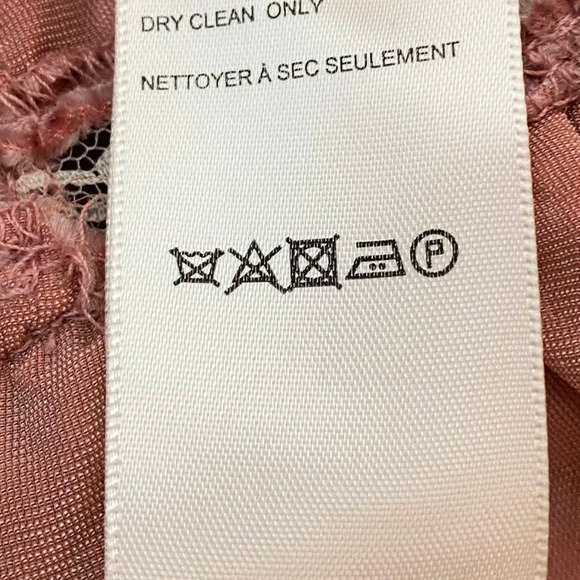 DRY CLEAN ONLY
NETTOYER À SEC SEULEMENT
P